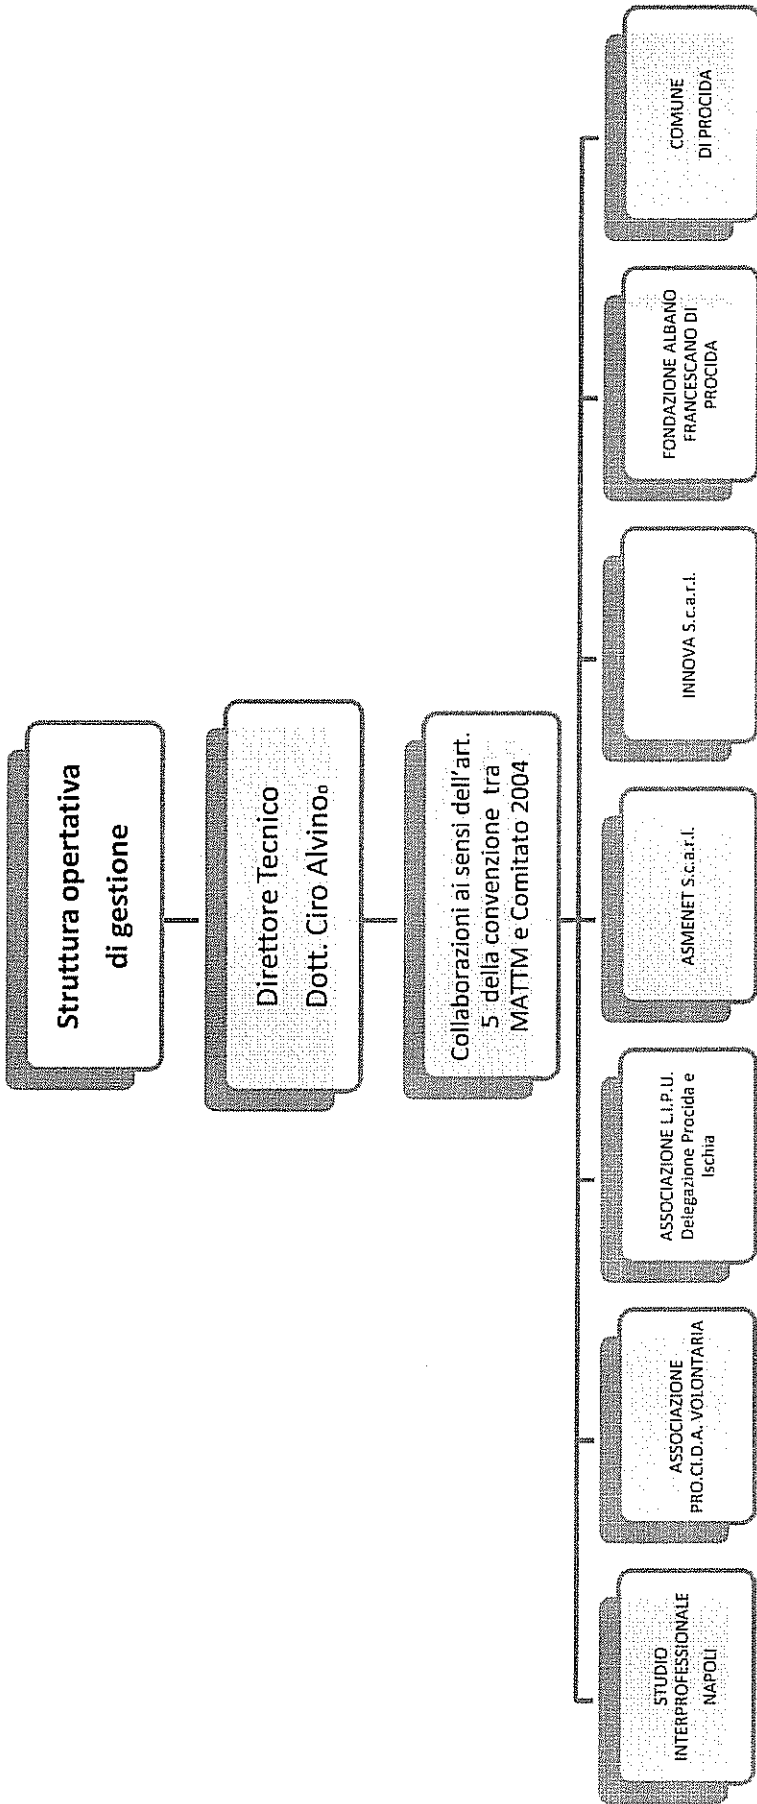 Struttura opertativa
di gestione
Direttore Tecnico
Dott. Ciro Alvino
Collaborazioni ai sensi dell'art.
5 della convenzione tra
MATTM e Comitato 2004
STUDIO
INTERPROFESSIONALE
NAPOLI
ASSOCIAZIONE
PRO.CI.D.A. VOLONTARIA
ASSOCIAZIONE L.I.P.U.
Delegazione Procida e
Ischia
ASMENET S.c.a.r.l.
INNOVA S.c.a.r.l.
FONDAZIONE ALBANO
FRANCESCANO DI
PROCIDA
COMUNE
DI PROCIDA